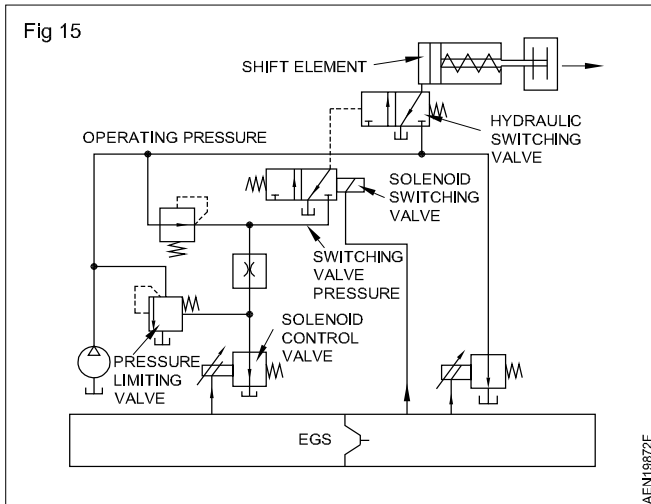 Fig 15
SHIFT ELEMENT
HYDRAULIC
SWITCHING
VALVE
OPERATING PRESSURE
SOLENOID
SWITCHING
VALVE
SWITCHING
VALVE
PRESSURE
SOLENOID
CONTROL
VALVE
PRESSURE
LIMITING
VALVE
EGS
AEN19872F